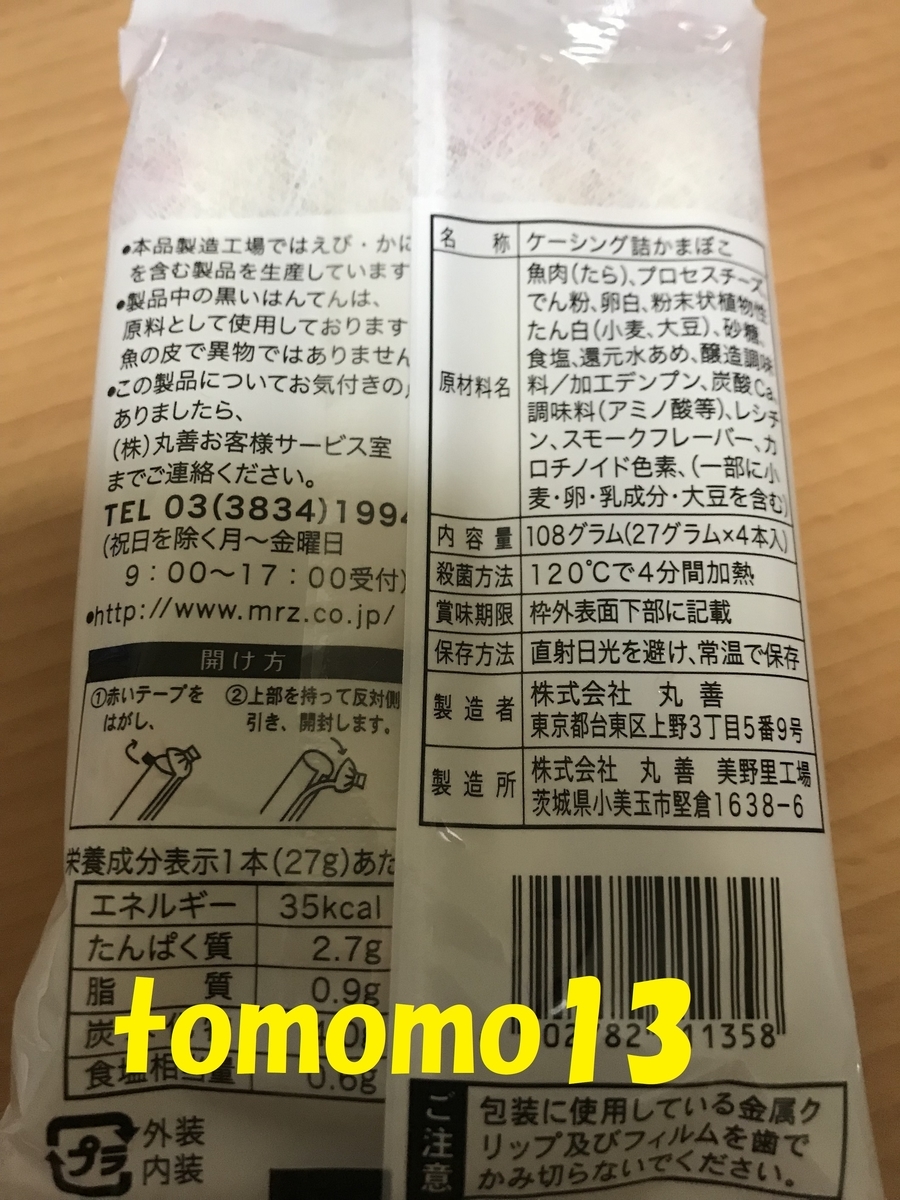 •本品製造工場ではえび・かに
を含む製品を生産しています
•製品中の黒いはんてんは、
原料として使用しております
魚の皮で異物ではありません
•この製品についてお気付きの
ありましたら、
(株)丸善お客様サービス室
までご連絡ください。
TEL 03(3834)1994
(祝日を除く月〜金曜日
9:00〜17:00受付)
•http://www.mrz.co.jp/
開け方
①赤いテープを
はがし、
②上部を持って反対側
引き、開封します。
栄養成分表示1本(27g)あた
エネルギー 35kcal
たんぱく質 2.7g
脂質 0.9g
炭
食塩相当量 0.6g
プラ
外装
内装
名称 ケーシング詰かまぼこ
原材料名
魚肉(たら)、プロセスチーズ、
でん粉、卵白、粉末状植物性
たん白(小麦、大豆)、砂糖、
食塩、還元水あめ、醸造調味
料/加工デンプン、炭酸Ca、
調味料(アミノ酸等)、レシチ
ン、スモークフレーバー、カ
ロチノイド色素、(一部に小
麦・卵・乳成分・大豆を含む)
内容量 108グラム(27グラム×4本入)
殺菌方法 120℃で4分間加熱
賞味期限 枠外表面下部に記載
保存方法 直射日光を避け、常温で保存
製造者 株式会社 丸善
東京都台東区上野3丁目5番9号
製造所 株式会社 丸善 美野里工場
茨城県小美玉市堅倉1638-6
11358
ご注意
包装に使用している金属ク
リップ及びフィルムを歯で
かみ切らないでください。
tomomo13